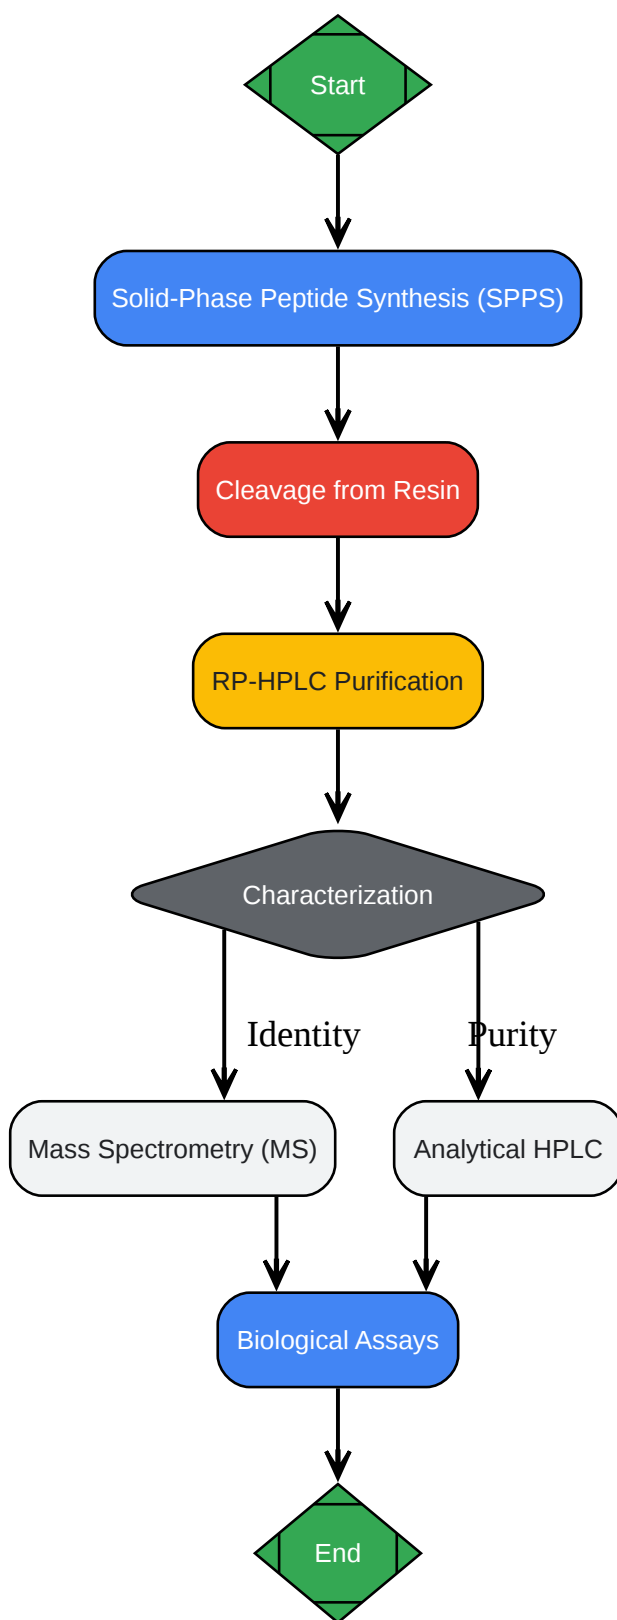 Start
Solid-Phase Peptide Synthesis (SPPS)
Cleavage from Resin
RP-HPLC Purification
Characterization
Identity
Purity
Mass Spectrometry (MS)
Analytical HPLC
Biological Assays
End